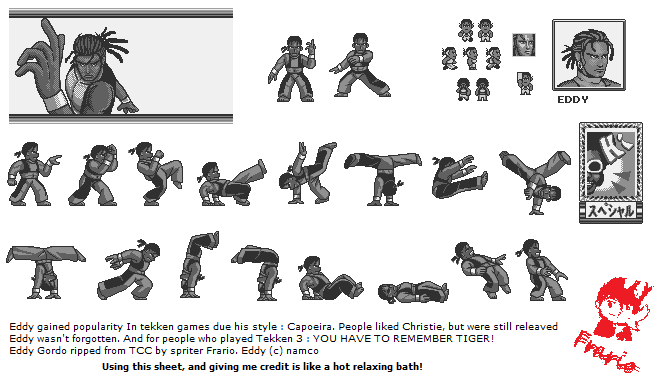 EDDY
スペシャル
Eddy gained popularity In tekken games due his style : Capoeira. People liked Christie, but were still releaved
Eddy wasn't forgotten. And for people who played Tekken 3 : YOU HAVE TO REMEMBER TIGER!
Eddy Gordo ripped from TCC by spriter Frario. Eddy (c) namco
Using this sheet, and giving me credit is like a hot relaxing bath!
Frario